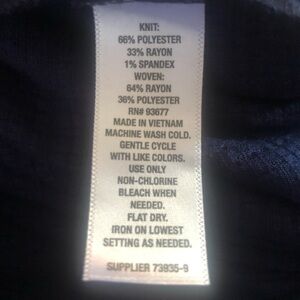 KNIT:
66% POLYESTER
33% RAYON
1% SPANDEX
WOVEN:
64% RAYON
36% POLYESTER
RN# 93677
MADE IN VIETNAM
MACHINE WASH COLD.
GENTLE CYCLE
WITH LIKE COLORS.
USE ONLY
NON-CHLORINE
BLEACH WHEN
NEEDED.
FLAT DRY.
IRON ON LOWEST
SETTING AS NEEDED.
SUPPLIER 73935-9